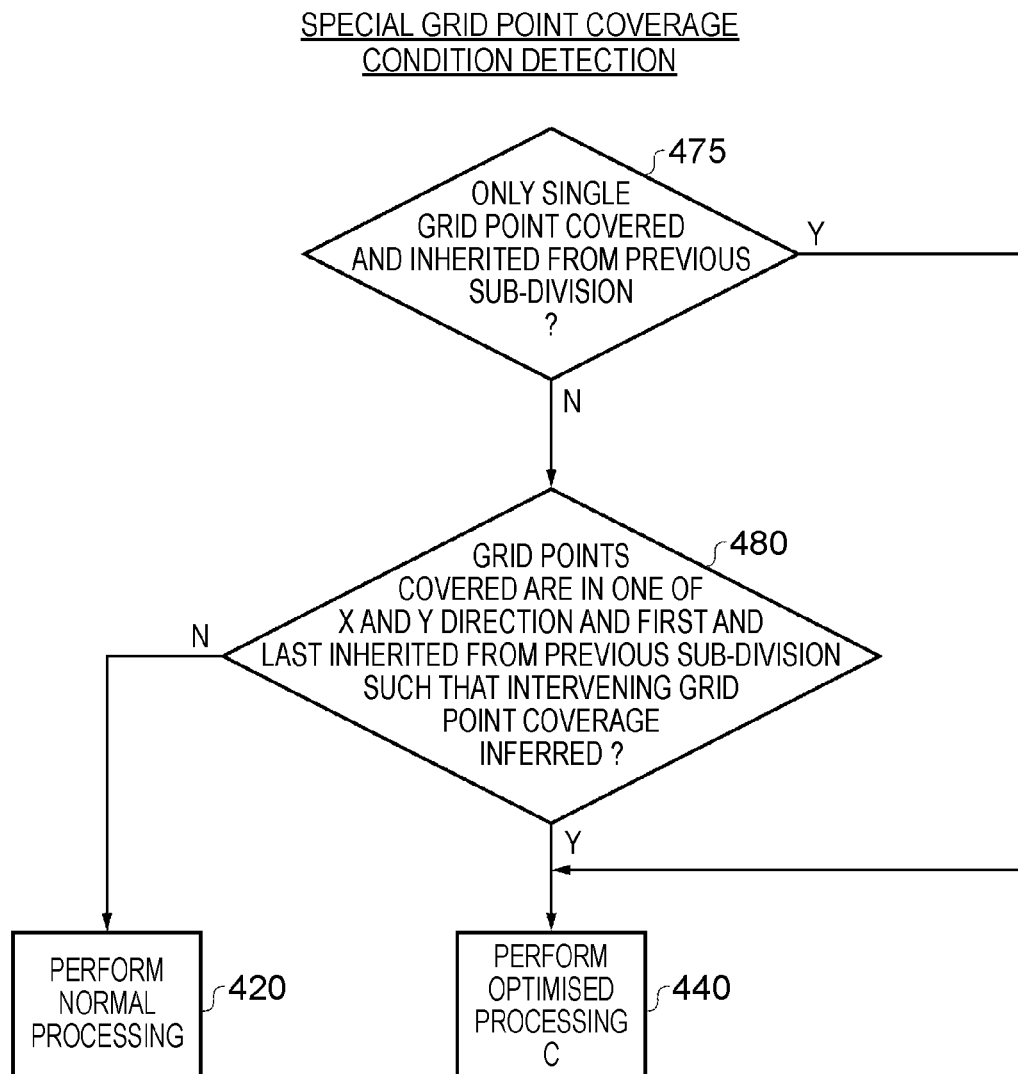 SPECIAL GRID POINT COVERAGE
CONDITION DETECTION
475
ONLY SINGLE
GRID POINT COVERED
AND INHERITED FROM PREVIOUS
SUB-DIVISION
?
Y
N
480
GRID POINTS
COVERED ARE IN ONE OF
X AND Y DIRECTION AND FIRST AND
LAST INHERITED FROM PREVIOUS SUB-DIVISION
SUCH THAT INTERVENING GRID
POINT COVERAGE
INFERRED ?
N
Y
PERFORM
NORMAL
PROCESSING
420
PERFORM
OPTIMISED
PROCESSING
C
440